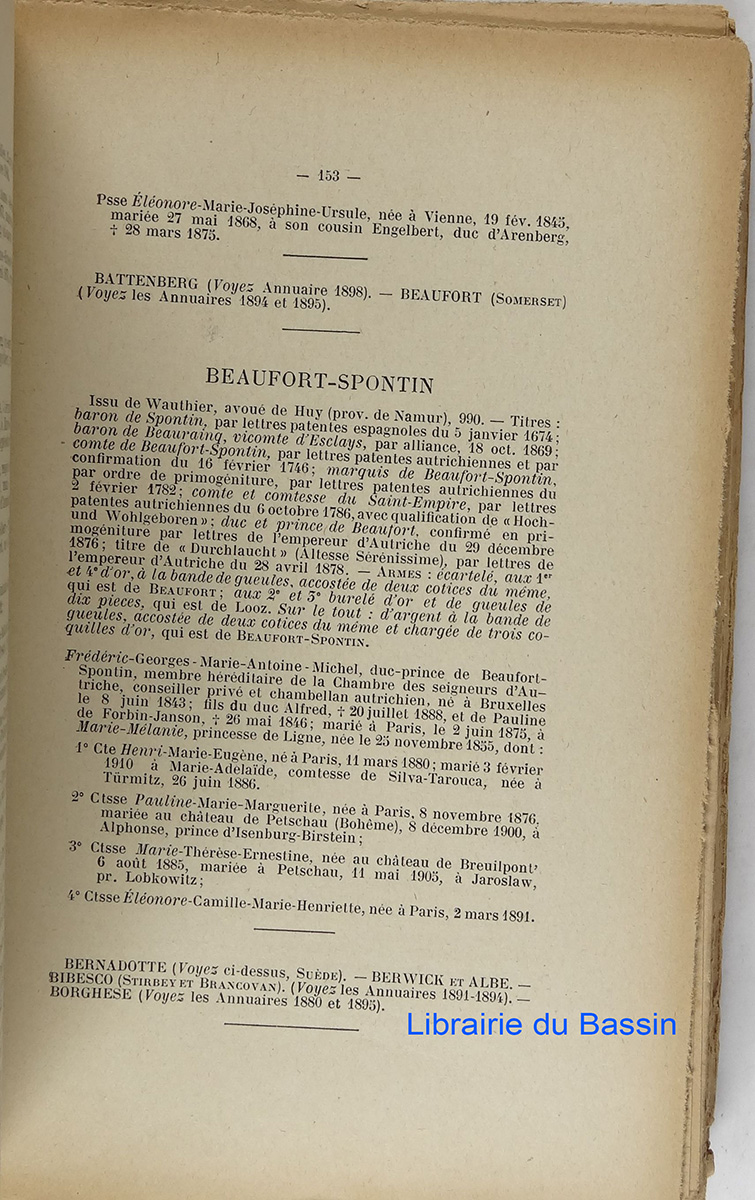 — 153 —
Psse Éléonore-Marie-Joséphine-Ursule, née à Vienne, 19 fév. 1845,
mariée 27 mai 1868, à son cousin Engelbert, duc d'Arenberg,
† 28 mars 1875.
BATTENBERG (Voyez Annuaire 1898). — BEAUFORT (SOMERSET)
(Voyez les Annuaires 1894 et 1895).
BEAUFORT-SPONTIN
Issu de Wauthier, avoué de Huy (prov. de Namur), 990. — Titres :
baron de Spontin, par lettres patentes espagnoles du 5 janvier 1674;
baron de Beauraing, vicomte d'Esclays, par alliance, 18 oct. 1869;
comte de Beaufort-Spontin, par lettres patentes autrichiennes et par
confirmation du 16 février 1746; marquis de Beaufort-Spontin,
par ordre de primogéniture, par lettres patentes autrichiennes du
2 février 1782; comte et comtesse du Saint-Empire, par lettres
patentes autrichiennes du 6 octobre 1786, avec qualification de « Hoch-
und Wohlgeboren »; duc et prince de Beaufort, confirmé en pri-
mogéniture par lettres de l'empereur d'Autriche du 29 décembre
1876; titre de « Durchlaucht » (Altesse Sérénissime), par lettres de
l'empereur d'Autriche du 28 avril 1878. — ARMES : écartelé, aux 1er
et 4e d'or, à la bande de gueules, accostée de deux cotices du même,
qui est de BEAUFORT; aux 2e et 3e burelé d'or et de gueules de
dix pieces, qui est de LOOZ. Sur le tout : d'argent à la bande de
gueules, accostée de deux cotices du même et chargée de trois co-
quilles d'or, qui est de BEAUFORT-SPONTIN.
Frédéric-Georges-Marie-Antoine-Michel, duc-prince de Beaufort-
Spontin, membre héréditaire de la Chambre des seigneurs d'Au-
triche, conseiller privé et chambellan autrichien, né à Bruxelles
le 8 juin 1843; fils du duc Alfred, † 20 juillet 1888, et de Pauline
de Forbin-Janson, † 26 mai 1846; marié à Paris, le 2 juin 1875, à
Marie-Mélanie, princesse de Ligne, née le 25 novembre 1855, dont :
1° Cte Henri-Marie-Eugène, né à Paris, 11 mars 1880; marié 3 février
1910 à Marie-Adélaïde, comtesse de Silva-Tarouca, née à
Türmitz, 26 juin 1886.
2° Ctsse Pauline-Marie-Marguerite, née à Paris, 8 novembre 1876,
mariée au château de Petschau (Bohême), 8 décembre 1900, à
Alphonse, prince d'Isenburg-Birstein;
3° Ctsse Marie-Thérèse-Ernestine, née au château de Breuilpont,
6 août 1885, mariée à Petschau, 11 mai 1905, à Jaroslaw,
pr. Lobkowitz;
4° Ctsse Éléonore-Camille-Marie-Henriette, née à Paris, 2 mars 1891.
BERNADOTTE (Voyez ci-dessus, SUÈDE). — BERWICK ET ALBE. —
BIBESCO (STIRBEY ET BRANCOVAN). (Voyez les Annuaires 1891-1894). —
BORGHESE (Voyez les Annuaires 1880 et 1895).
Librairie du Bassin